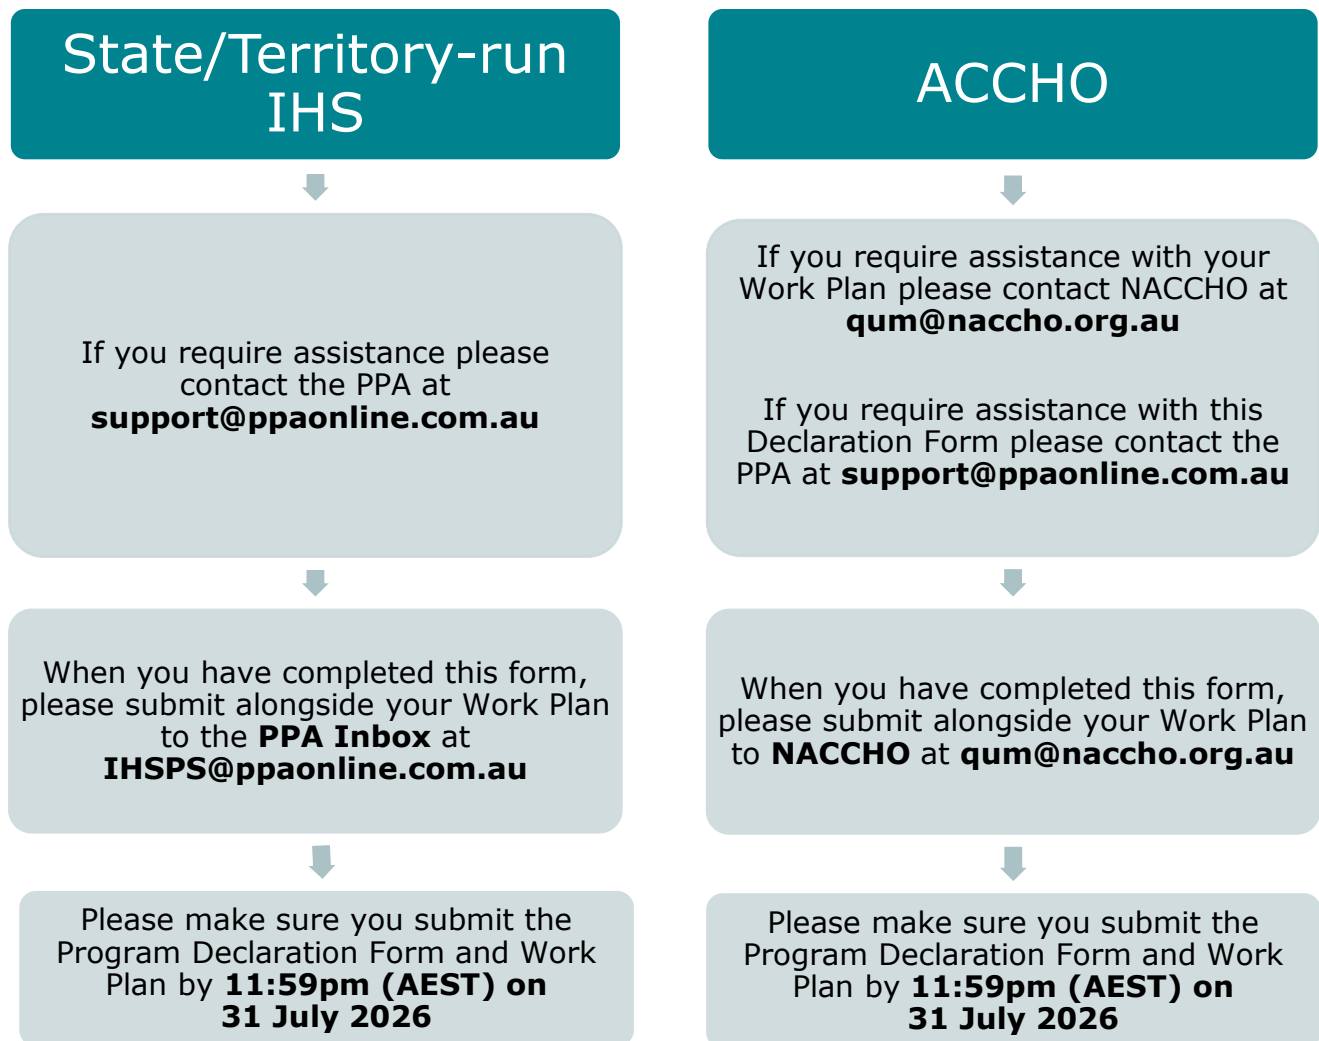 State/Territory-run
IHS
If you require assistance please
contact the PPA at
support@ppaonline.com.au
When you have completed this form,
please submit alongside your Work Plan
to the PPA Inbox at
IHSPS@ppaonline.com.au
Please make sure you submit the
Program Declaration Form and Work
Plan by 11:59pm (AEST) on
31 July 2026
ACCHO
If you require assistance with your
Work Plan please contact NACCHO at
qum@naccho.org.au
If you require assistance with this
Declaration Form please contact the
PPA at support@ppaonline.com.au
When you have completed this form,
please submit alongside your Work Plan
to NACCHO at qum@naccho.org.au
Please make sure you submit the
Program Declaration Form and Work
Plan by 11:59pm (AEST) on
31 July 2026